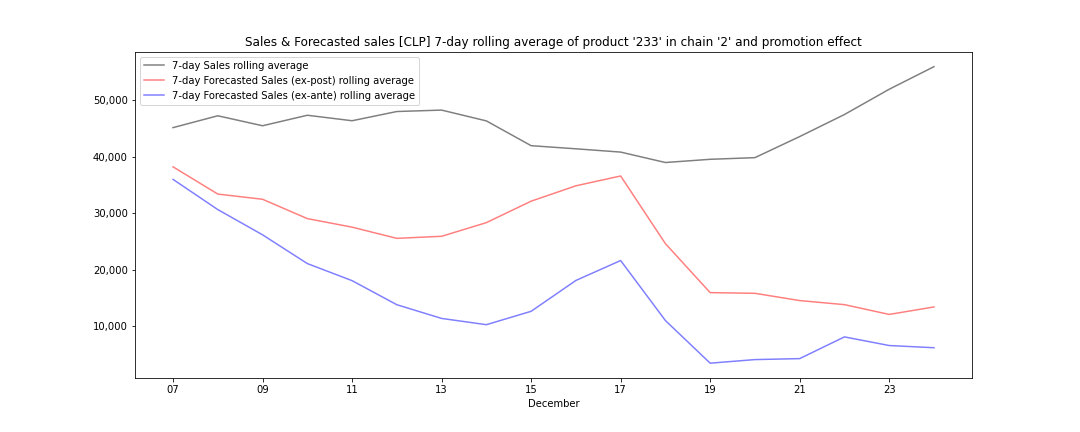 Sales & Forecasted sales [CLP] 7-day rolling average of product '233' in chain '2' and promotion effect
7-day Sales rolling average
7-day Forecasted Sales (ex-post) rolling average
7-day Forecasted Sales (ex-ante) rolling average
50,000
40,000
30,000
20,000
10,000
07 09 11 13 15 17 19 21 23
December